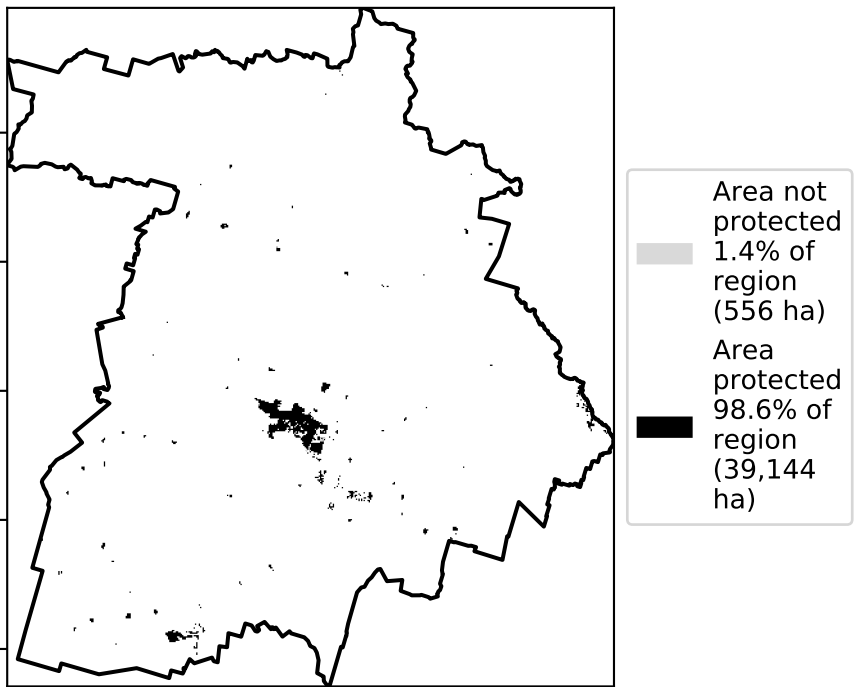 Area not
protected
1.4% of
region
(556 ha)
Area
protected
98.6% of
region
(39,144
ha)